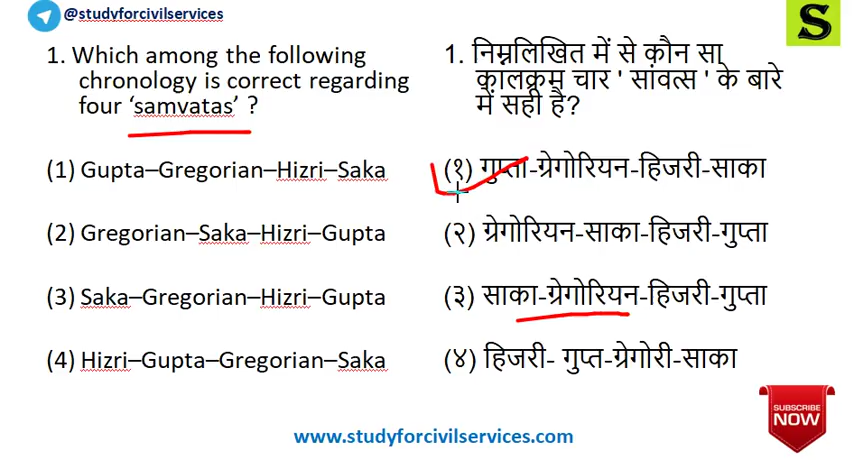 @studyforcivilservices
S
1. Which among the following
chronology is correct regarding
four ‘samvatas’ ?
(1) Gupta–Gregorian–Hizri–Saka
(2) Gregorian–Saka–Hizri–Gupta
(3) Saka–Gregorian–Hizri–Gupta
(4) Hizri–Gupta–Gregorian–Saka
1. निम्नलिखित में से कौन सा
कालक्रम चार ' सांवत्स ' के बारे
में सही है?
(१) गुप्ता-ग्रेगोरियन-हिजरी-साका
(२) ग्रेगोरियन-साका-हिजरी-गुप्ता
(३) साका-ग्रेगोरियन-हिजरी-गुप्ता
(४) हिजरी- गुप्त-ग्रेगोरी-साका
SUBSCRIBE
NOW
www.studyforcivilservices.com